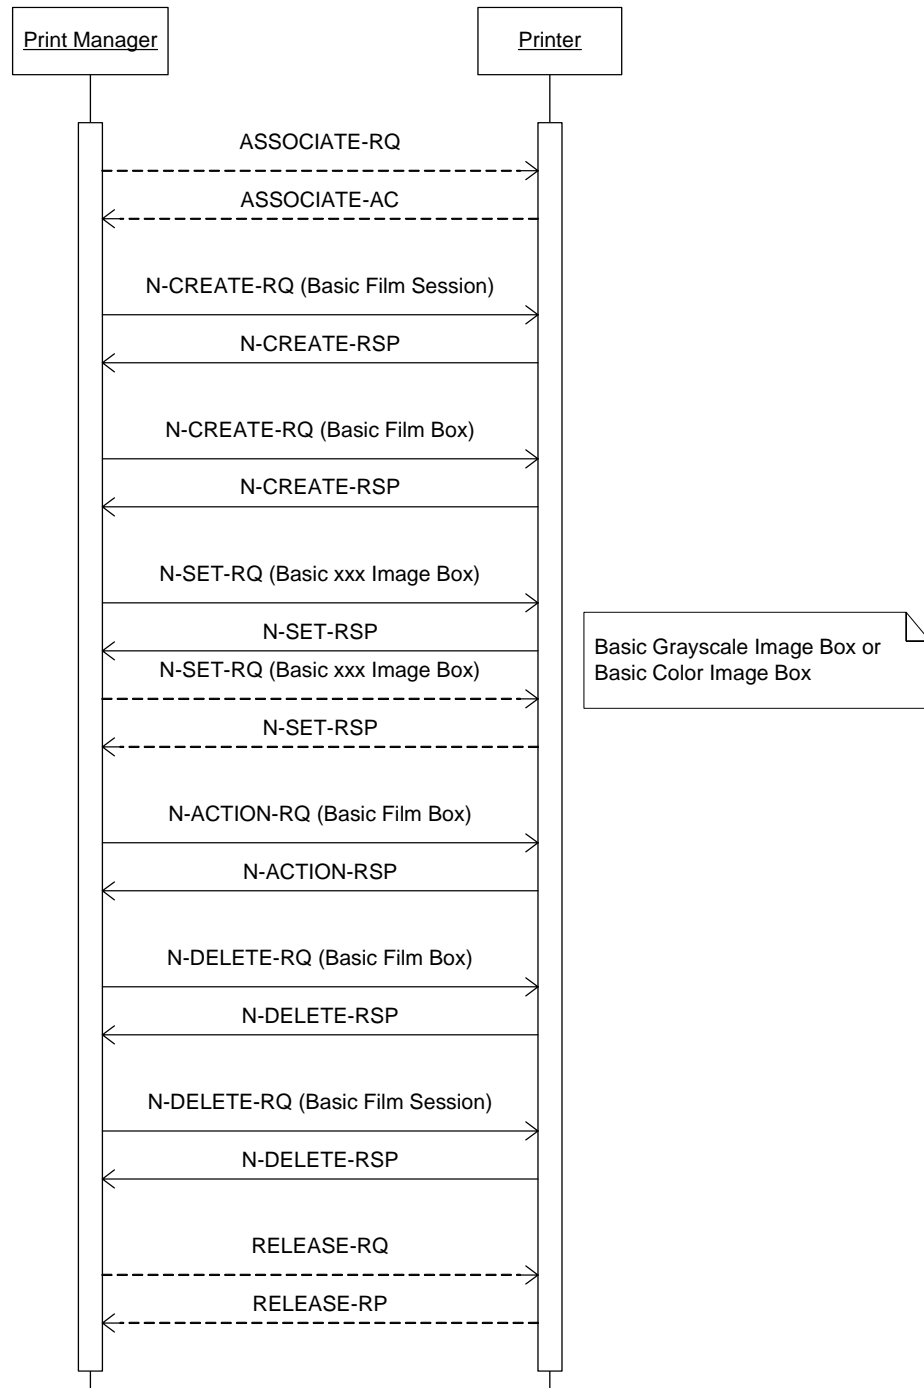 Print Manager
Printer
ASSOCIATE-RQ
ASSOCIATE-AC
N-CREATE-RQ (Basic Film Session)
N-CREATE-RSP
N-CREATE-RQ (Basic Film Box)
N-CREATE-RSP
N-SET-RQ (Basic xxx Image Box)
N-SET-RSP
Basic Grayscale Image Box or
Basic Color Image Box
N-SET-RQ (Basic xxx Image Box)
N-SET-RSP
N-ACTION-RQ (Basic Film Box)
N-ACTION-RSP
N-DELETE-RQ (Basic Film Box)
N-DELETE-RSP
N-DELETE-RQ (Basic Film Session)
N-DELETE-RSP
RELEASE-RQ
RELEASE-RP